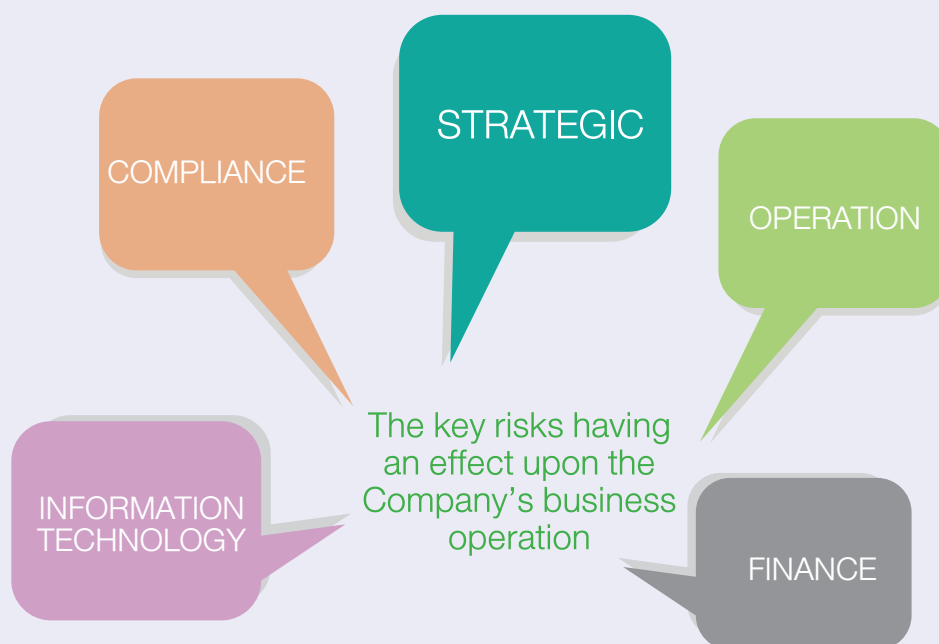 STRATEGIC
COMPLIANCE
OPERATION
The key risks having
an effect upon the
Company’s business
operation
INFORMATION
TECHNOLOGY
FINANCE